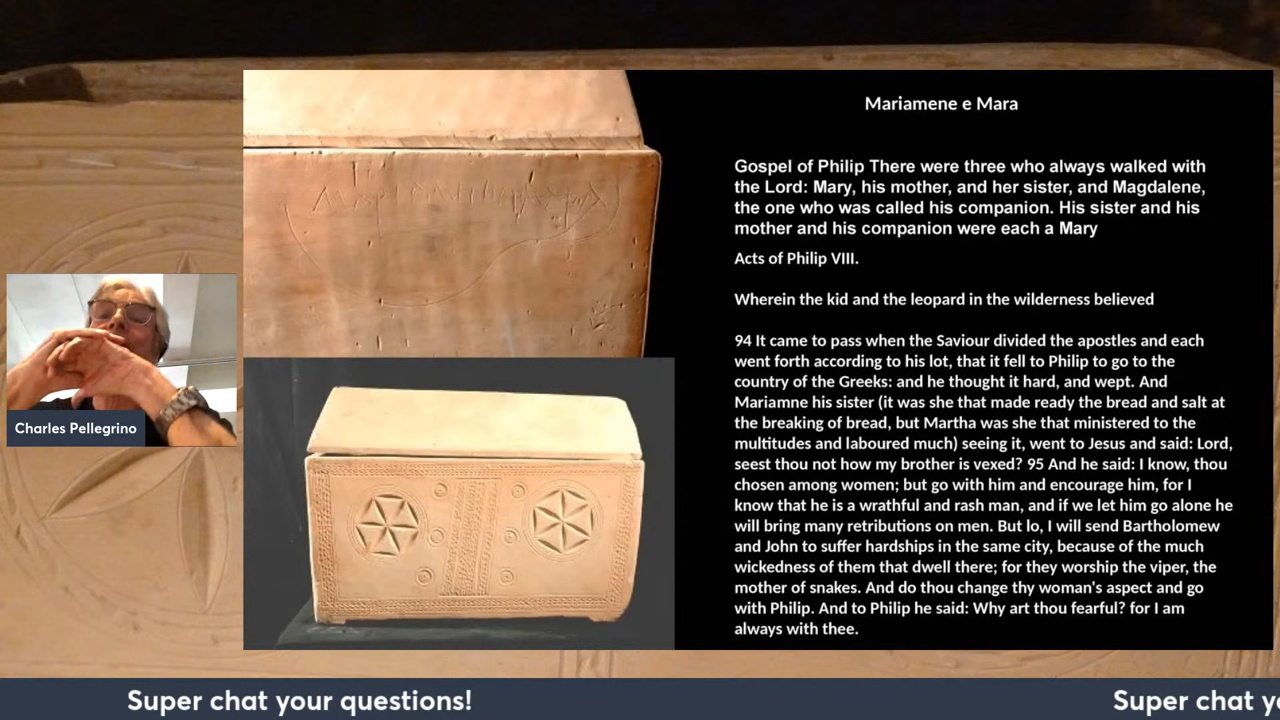 Mariamene e Mara
Gospel of Philip There were three who always walked with
the Lord: Mary, his mother, and her sister, and Magdalene,
the one who was called his companion. His sister and his
mother and his companion were each a Mary
Acts of Philip VIII.
Wherein the kid and the leopard in the wilderness believed
94 It came to pass when the Saviour divided the apostles and each
went forth according to his lot, that it fell to Philip to go to the
country of the Greeks: and he thought it hard, and wept. And
Mariamne his sister (it was she that made ready the bread and salt at
the breaking of bread, but Martha was she that ministered to the
multitudes and laboured much) seeing it, went to Jesus and said: Lord,
seest thou not how my brother is vexed? 95 And he said: I know, thou
chosen among women; but go with him and encourage him, for I
know that he is a wrathful and rash man, and if we let him go alone he
will bring many retributions on men. But lo, I will send Bartholomew
and John to suffer hardships in the same city, because of the much
wickedness of them that dwell there; for they worship the viper, the
mother of snakes. And do thou change thy woman's aspect and go
with Philip. And to Philip he said: Why art thou fearful? for I am
always with thee.
Charles Pellegrino
Super chat your questions!
Super chat